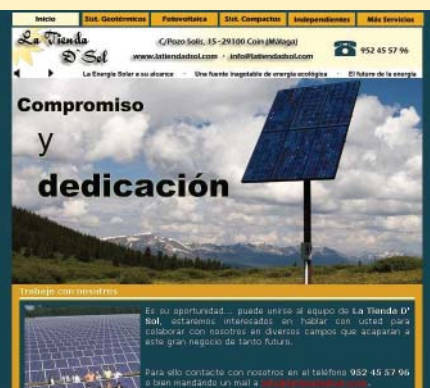 Inicio
Sist. Geotérmicos
Fotovoltaica
Sist. Compactos
Independientes
Más Servicios
La Tienda
D' Sol
C/Pozo Solis, 15-29100 Coín (Málaga)
www.latiendadsol.com - info@latiendadsol.com
952 45 57 96
La Energía Solar a su alcance - Una fuente inagotable de energía ecológica - El futuro de la energía
Compromiso
y
dedicación
Trabaje con nosotros
Es su oportunidad... puede unirse al equipo de La Tienda D'
Sol, estaremos interesados en hablar con usted para
colaborar con nosotros en diversos campos que acaparan a
este gran negocio de tanto futuro.
Para ello contacte con nosotros en el teléfono 952 45 57 96
o bien mandando un mail a